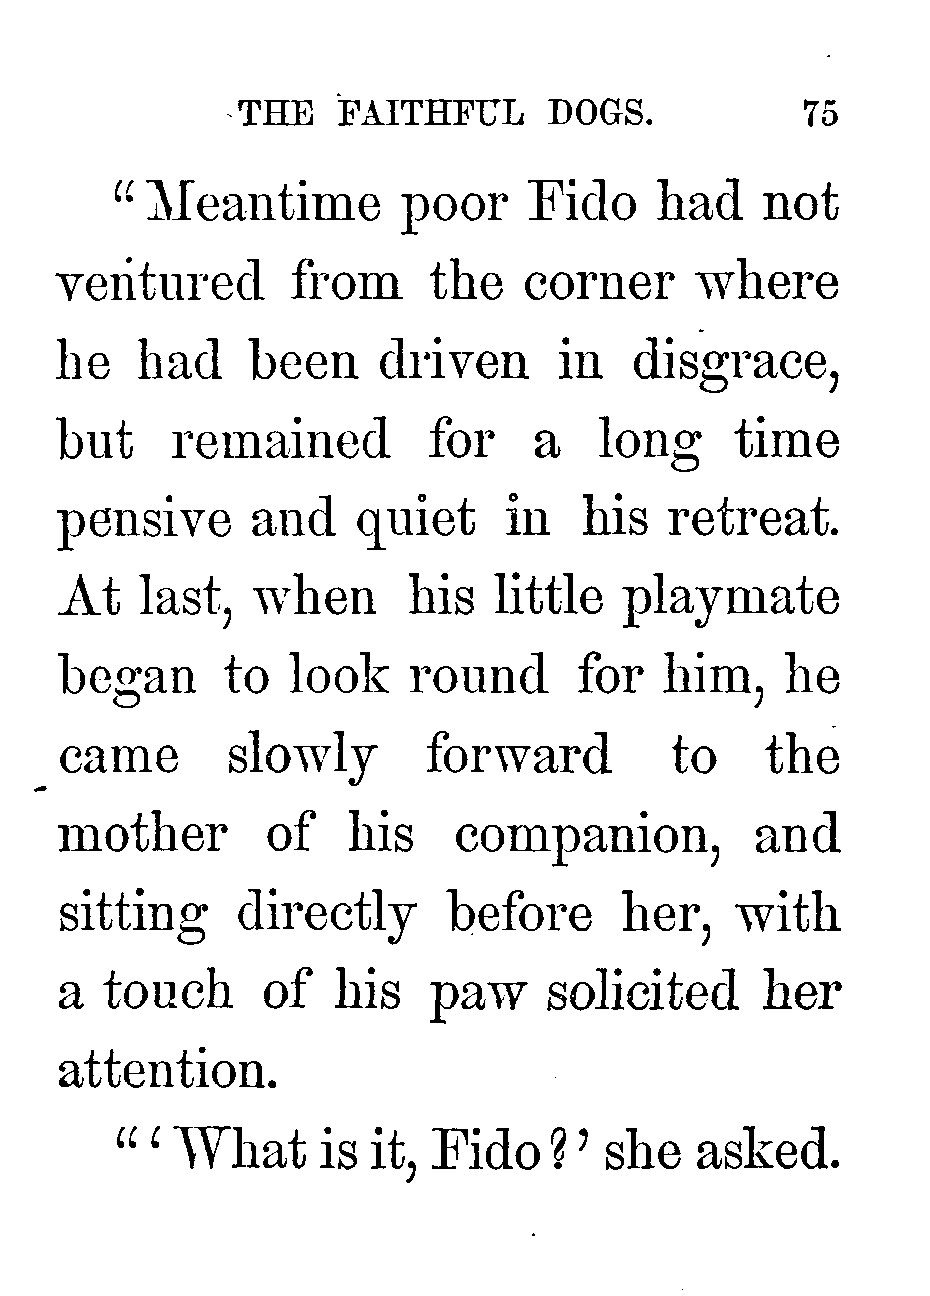 THE FAITHFUL DOGS. 75
“Meantime poor Fido had not
ventured from the corner where
he had been driven in disgrace,
but remained for a long time
pensive and quiet in his retreat.
At last, when his little playmate
began to look round for him, he
came slowly forward to the
mother of his companion, and
sitting directly before her, with
a touch of his paw solicited her
attention.
“‘What is it, Fido?’ she asked.